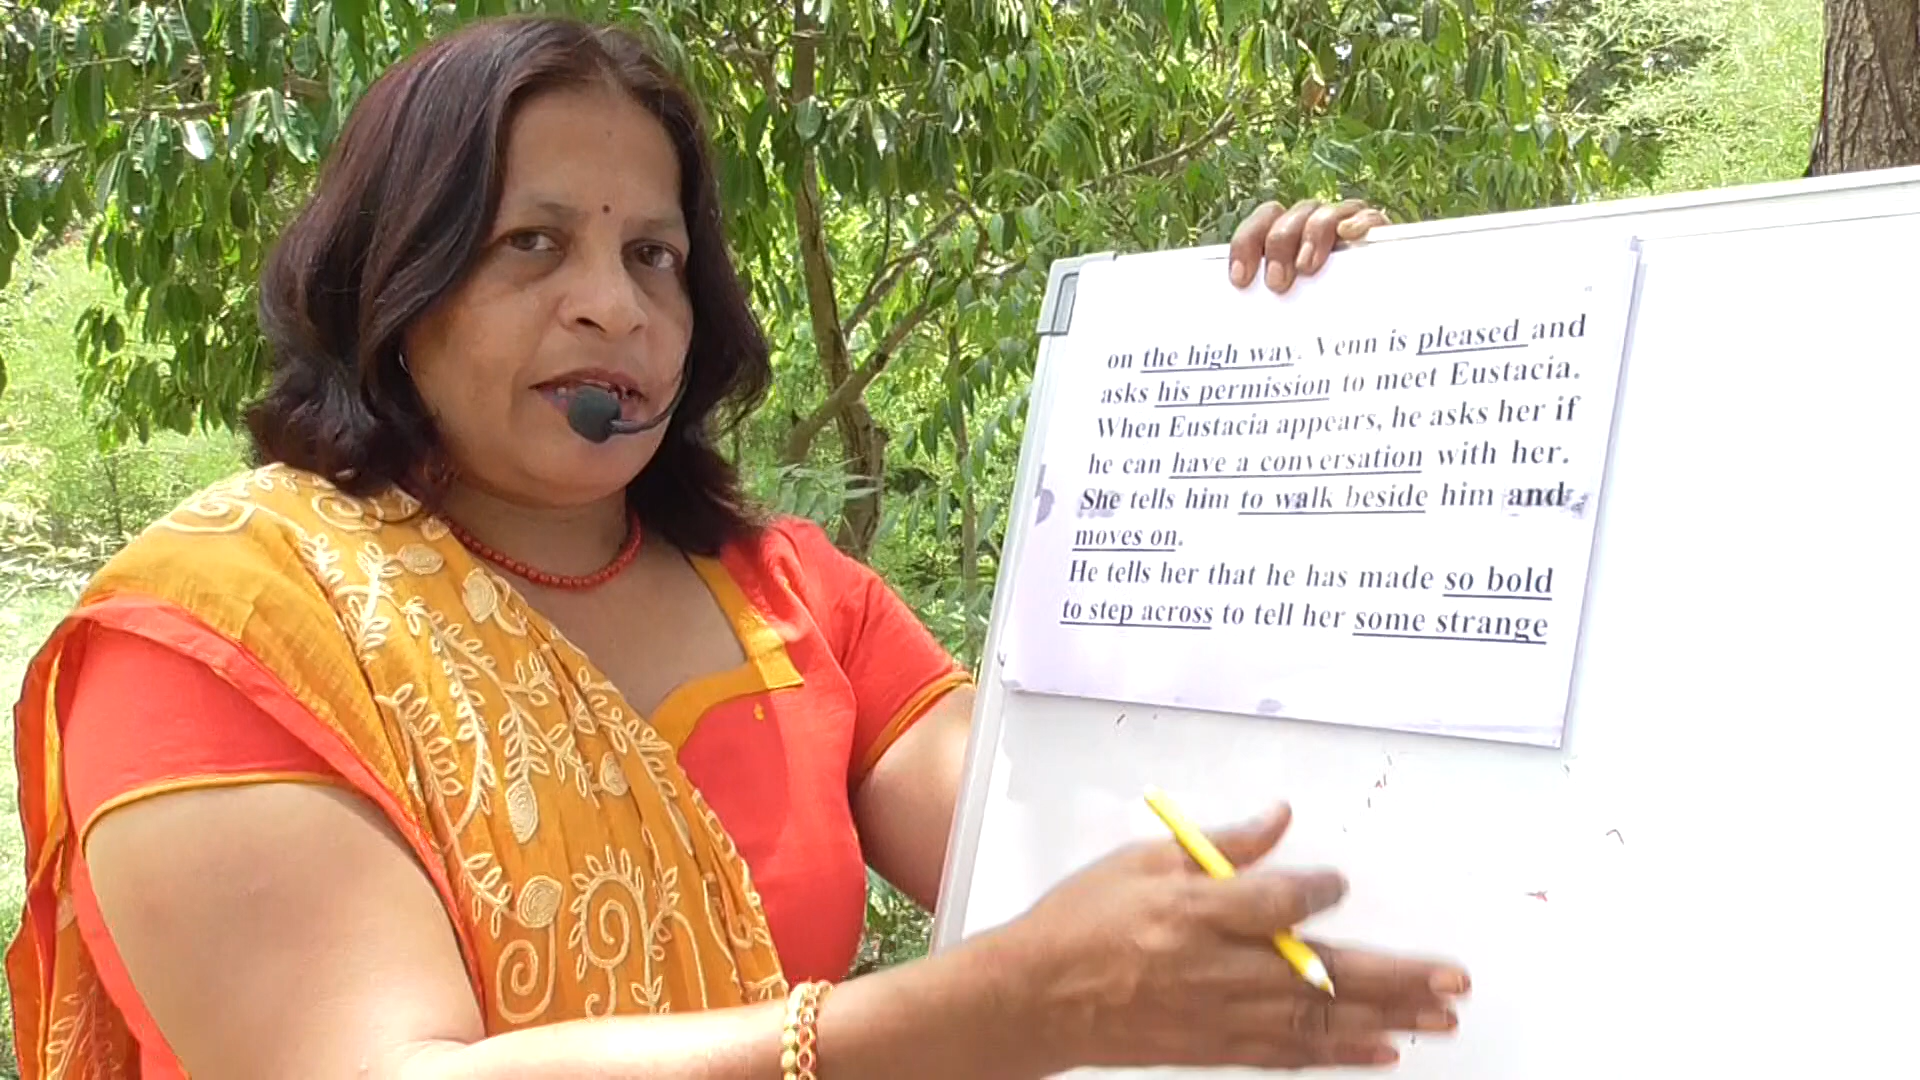 on the high way. Venn is pleased and
asks his permission to meet Eustacia.
When Eustacia appears, he asks her if
he can have a conversation with her.
She tells him to walk beside him and
moves on.
He tells her that he has made so bold
to step across to tell her some strange